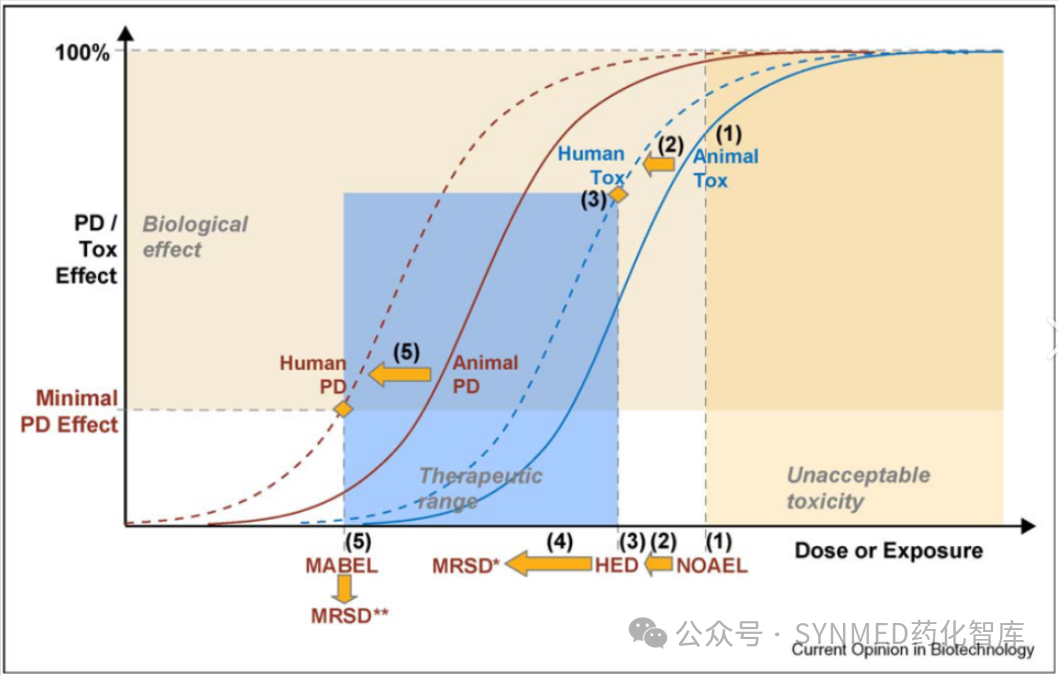 100%
(1)
(2)
Human
Tox
Animal
Tox
(3)
PD /
Tox
Effect
Biological
effect
(5)
Human
PD
Animal
PD
Minimal
PD Effect
Therapeutic
range
Unacceptable
toxicity
(5)
(4)
(3)
(2)
(1)
Dose or Exposure
MABEL
MRSD*
HED
NOAEL
MRSD**
公众号 · SYNMED药化智库
Current Opinion in Biotechnology